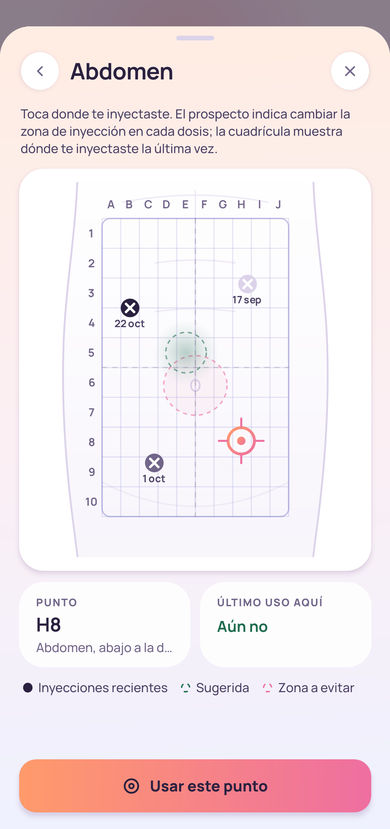 Abdomen
Toca donde te inyectaste. El prospecto indica cambiar la
zona de inyección en cada dosis; la cuadrícula muestra
dónde te inyectaste la última vez.
A B C D E F G H I J
1
2
3
17 sep
4
22 oct
5
6
7
8
9
1 oct
10
PUNTO
H8
Abdomen, abajo a la d...
ÚLTIMO USO AQUÍ
Aún no
Inyecciones recientes
Sugerida
Zona a evitar
Usar este punto